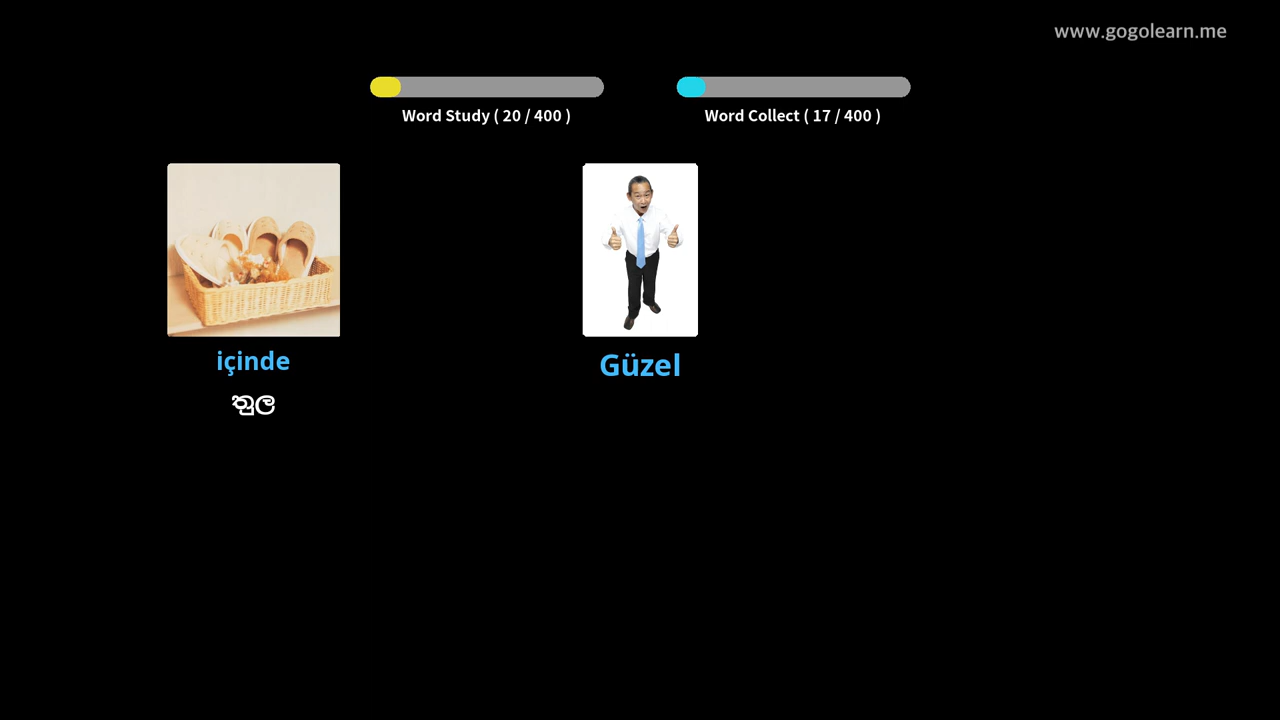 www.gogolearn.me
Word Study ( 20 / 400 )
Word Collect ( 17 / 400 )
içinde
තුල
Güzel